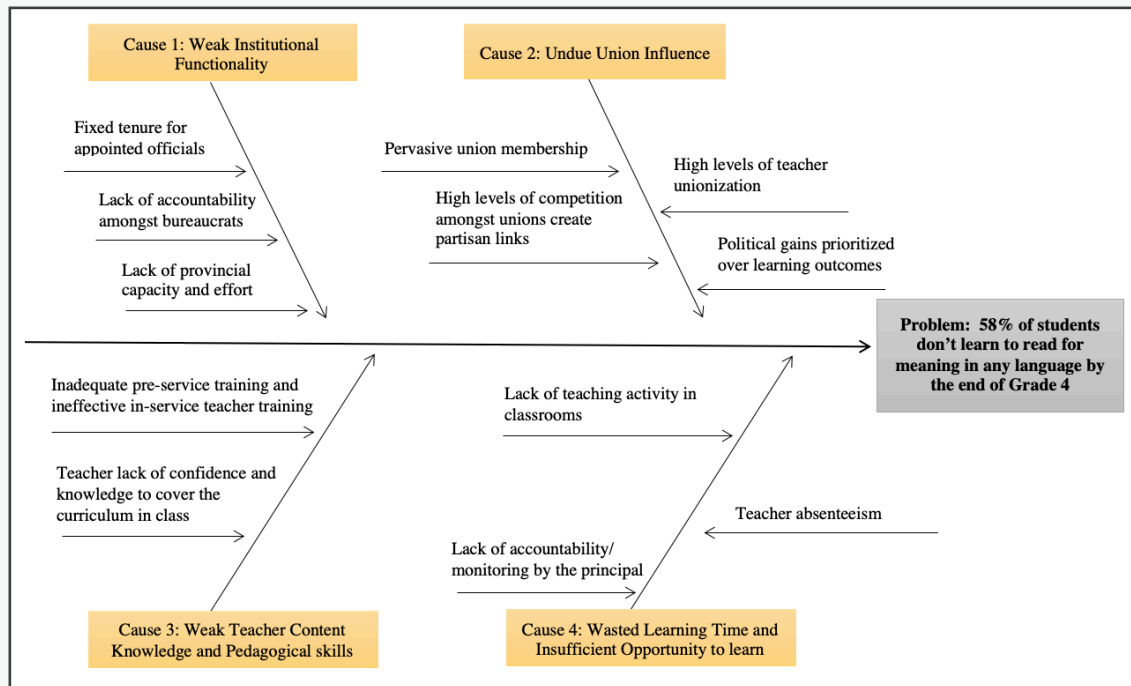 Cause 1: Weak Institutional
Functionality
Cause 2: Undue Union Influence
Fixed tenure for
appointed officials
Lack of accountability
amongst bureaucrats
Lack of provincial
capacity and effort
Pervasive union membership
High levels of competition
amongst unions create
partisan links
High levels of teacher
unionization
Political gains prioritized
over learning outcomes
Problem:  58% of students
don’t learn to read for
meaning in any language by
the end of Grade 4
Inadequate pre-service training and
ineffective in-service teacher training
Teacher lack of confidence and
knowledge to cover the
curriculum in class
Lack of teaching activity in
classrooms
Teacher absenteeism
Lack of accountability/
monitoring by the principal
Cause 3: Weak Teacher Content
Knowledge and Pedagogical skills
Cause 4: Wasted Learning Time and
Insufficient Opportunity to learn